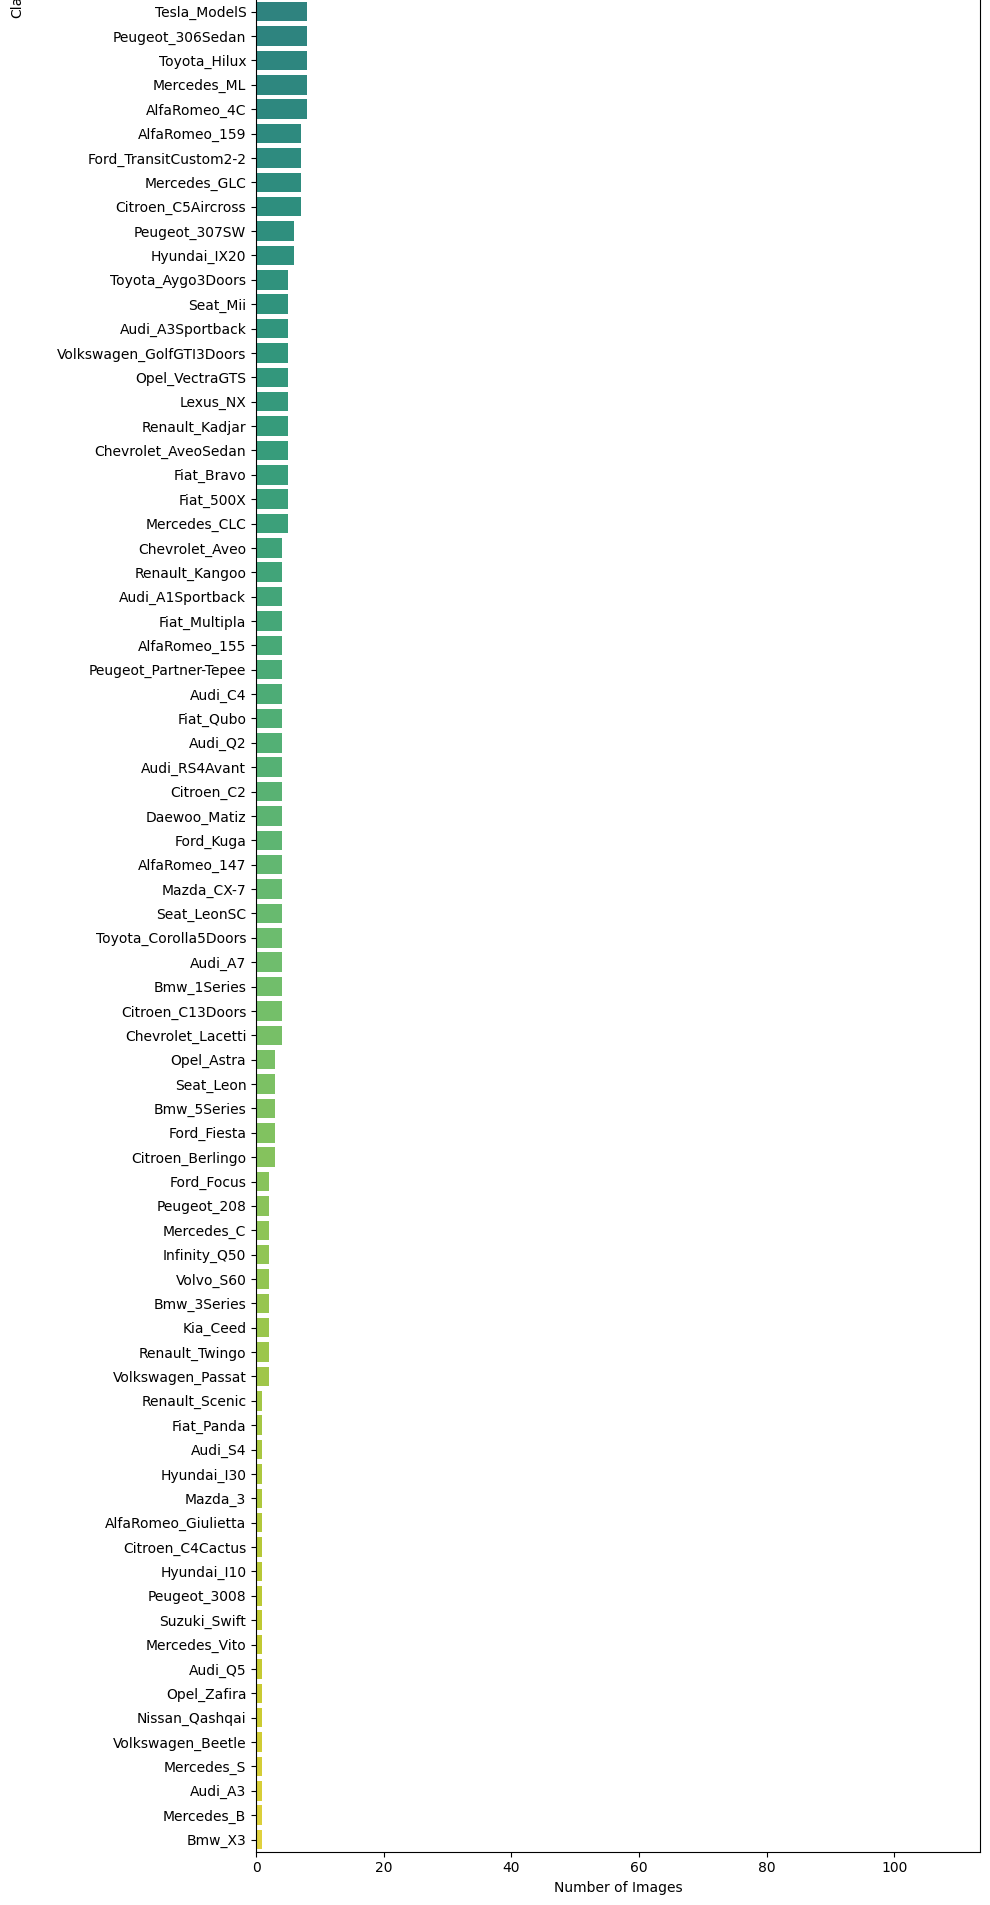 Cla
Tesla_ModelS
Peugeot_306Sedan
Toyota_Hilux
Mercedes_ML
AlfaRomeo_4C
AlfaRomeo_159
Ford_TransitCustom2-2
Mercedes_GLC
Citroen_C5Aircross
Peugeot_307SW
Hyundai_IX20
Toyota_Aygo3Doors
Seat_Mii
Audi_A3Sportback
Volkswagen_GolfGTI3Doors
Opel_VectraGTS
Lexus_NX
Renault_Kadjar
Chevrolet_AveoSedan
Fiat_Bravo
Fiat_500X
Mercedes_CLC
Chevrolet_Aveo
Renault_Kangoo
Audi_A1Sportback
Fiat_Multipla
AlfaRomeo_155
Peugeot_Partner-Tepee
Audi_C4
Fiat_Qubo
Audi_Q2
Audi_RS4Avant
Citroen_C2
Daewoo_Matiz
Ford_Kuga
AlfaRomeo_147
Mazda_CX-7
Seat_LeonSC
Toyota_Corolla5Doors
Audi_A7
Bmw_1Series
Citroen_C13Doors
Chevrolet_Lacetti
Opel_Astra
Seat_Leon
Bmw_5Series
Ford_Fiesta
Citroen_Berlingo
Ford_Focus
Peugeot_208
Mercedes_C
Infinity_Q50
Volvo_S60
Bmw_3Series
Kia_Ceed
Renault_Twingo
Volkswagen_Passat
Renault_Scenic
Fiat_Panda
Audi_S4
Hyundai_I30
Mazda_3
AlfaRomeo_Giulietta
Citroen_C4Cactus
Hyundai_I10
Peugeot_3008
Suzuki_Swift
Mercedes_Vito
Audi_Q5
Opel_Zafira
Nissan_Qashqai
Volkswagen_Beetle
Mercedes_S
Audi_A3
Mercedes_B
Bmw_X3
0 20 40 60 80 100
Number of Images